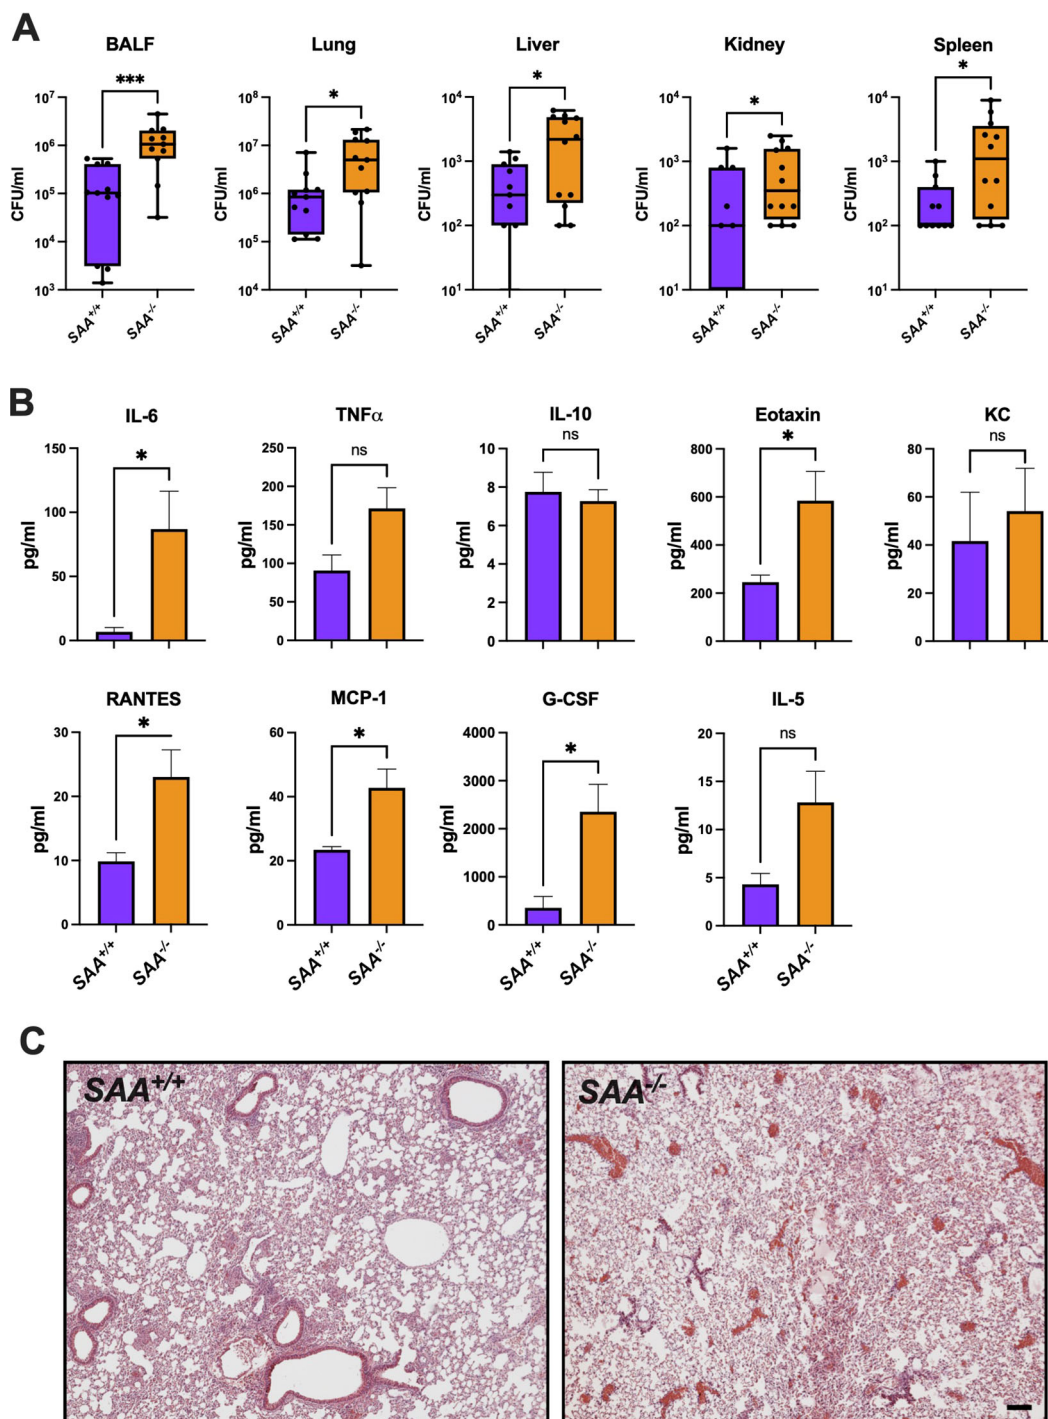 A
BALF
Lung
Liver
Kidney
Spleen
***
*
*
*
*
CFU/ml
10⁷
10⁶
10⁵
10⁴
10³
SAA+/+
SAA-/-
CFU/ml
10⁸
10⁷
10⁶
10⁵
10⁴
SAA+/+
SAA-/-
CFU/ml
10⁴
10³
10²
10¹
SAA+/+
SAA-/-
CFU/ml
10⁴
10³
10²
10¹
SAA+/+
SAA-/-
CFU/ml
10⁴
10³
10²
10¹
SAA+/+
SAA-/-
B
IL-6
*
pg/ml
150
100
50
0
TNFα
ns
pg/ml
250
200
150
100
50
0
IL-10
ns
pg/ml
10
8
6
4
2
0
Eotaxin
*
pg/ml
800
600
400
200
0
KC
ns
pg/ml
80
60
40
20
0
RANTES
*
pg/ml
30
20
10
0
SAA+/+
SAA-/-
MCP-1
*
pg/ml
60
40
20
0
SAA+/+
SAA-/-
G-CSF
*
pg/ml
4000
3000
2000
1000
0
SAA+/+
SAA-/-
IL-5
ns
pg/ml
20
15
10
5
0
SAA+/+
SAA-/-
C
SAA+/+
SAA-/-